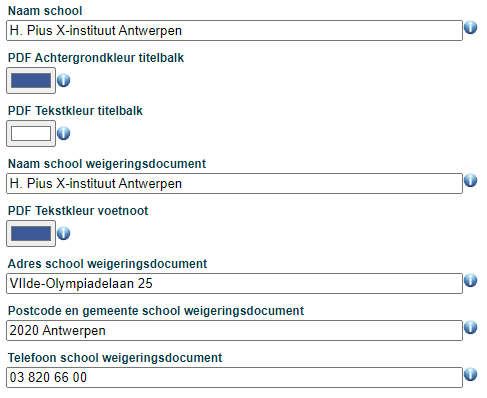 Naam school
H. Pius X-instituut Antwerpen
PDF Achtergrondkleur titelbalk
PDF Tekstkleur titelbalk
Naam school weigeringsdocument
H. Pius X-instituut Antwerpen
PDF Tekstkleur voetnoot
Adres school weigeringsdocument
VIIde-Olympiadelaan 25
Postcode en gemeente school weigeringsdocument
2020 Antwerpen
Telefoon school weigeringsdocument
03 820 66 00